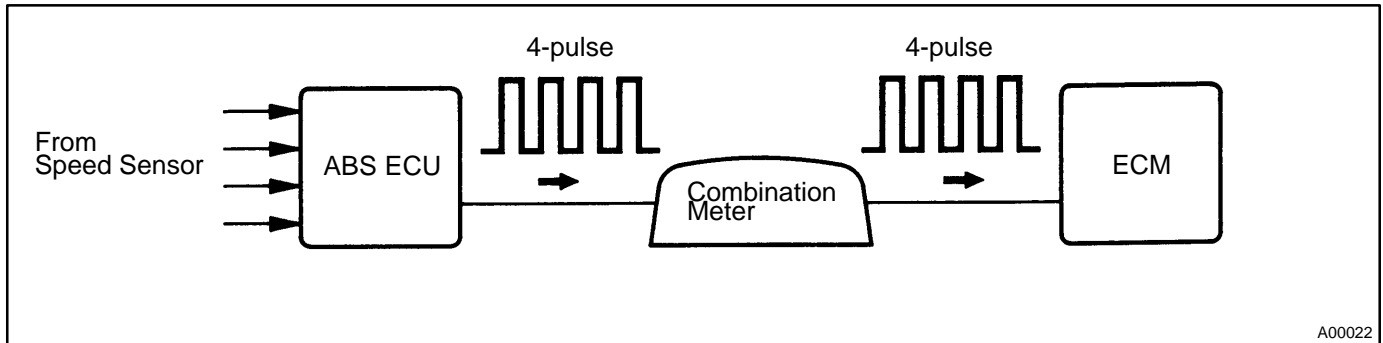 4-pulse
4-pulse
From
Speed Sensor
ABS ECU
Combination
Meter
ECM
A00022